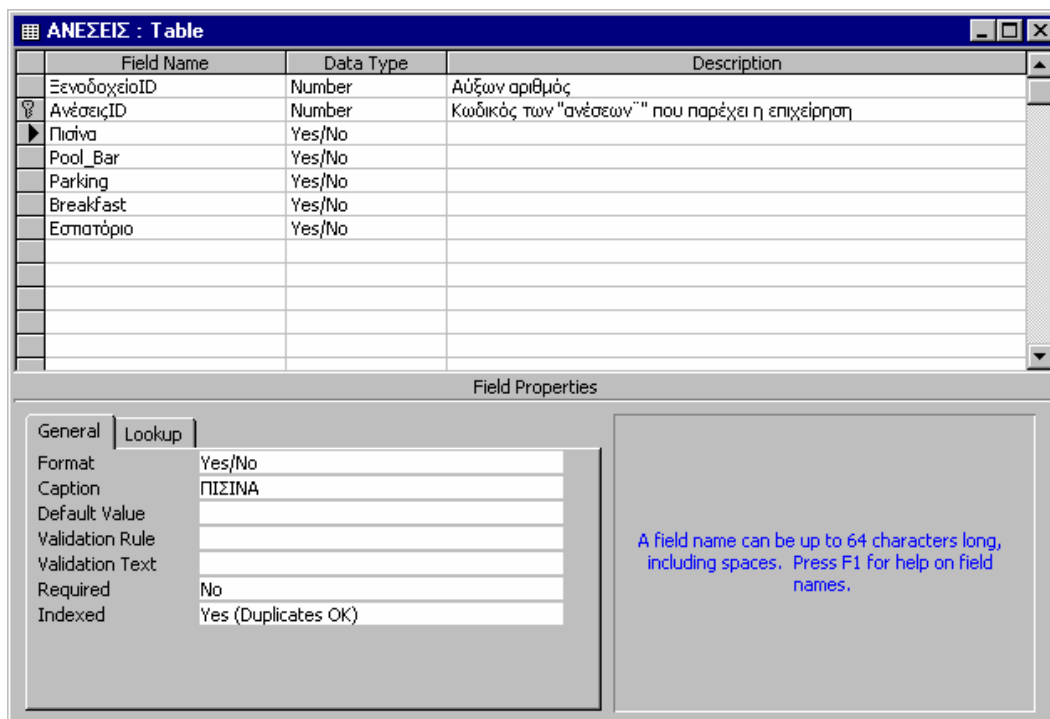 ΑΝΕΣΕΙΣ : Table
Field Name Data Type Description
ΞενοδοχείοID Number Αύξων αριθμός
ΑνέσειςID Number Κωδικός των "ανέσεων¨" που παρέχει η επιχείρηση
Πισίνα Yes/No
Pool_Bar Yes/No
Parking Yes/No
Breakfast Yes/No
Εσπατόριο Yes/No
Field Properties
General Lookup
Format Yes/No
Caption ΠΙΣΙΝΑ
Default Value
Validation Rule
Validation Text
Required No
Indexed Yes (Duplicates OK)
A field name can be up to 64 characters long,
including spaces. Press F1 for help on field
names.